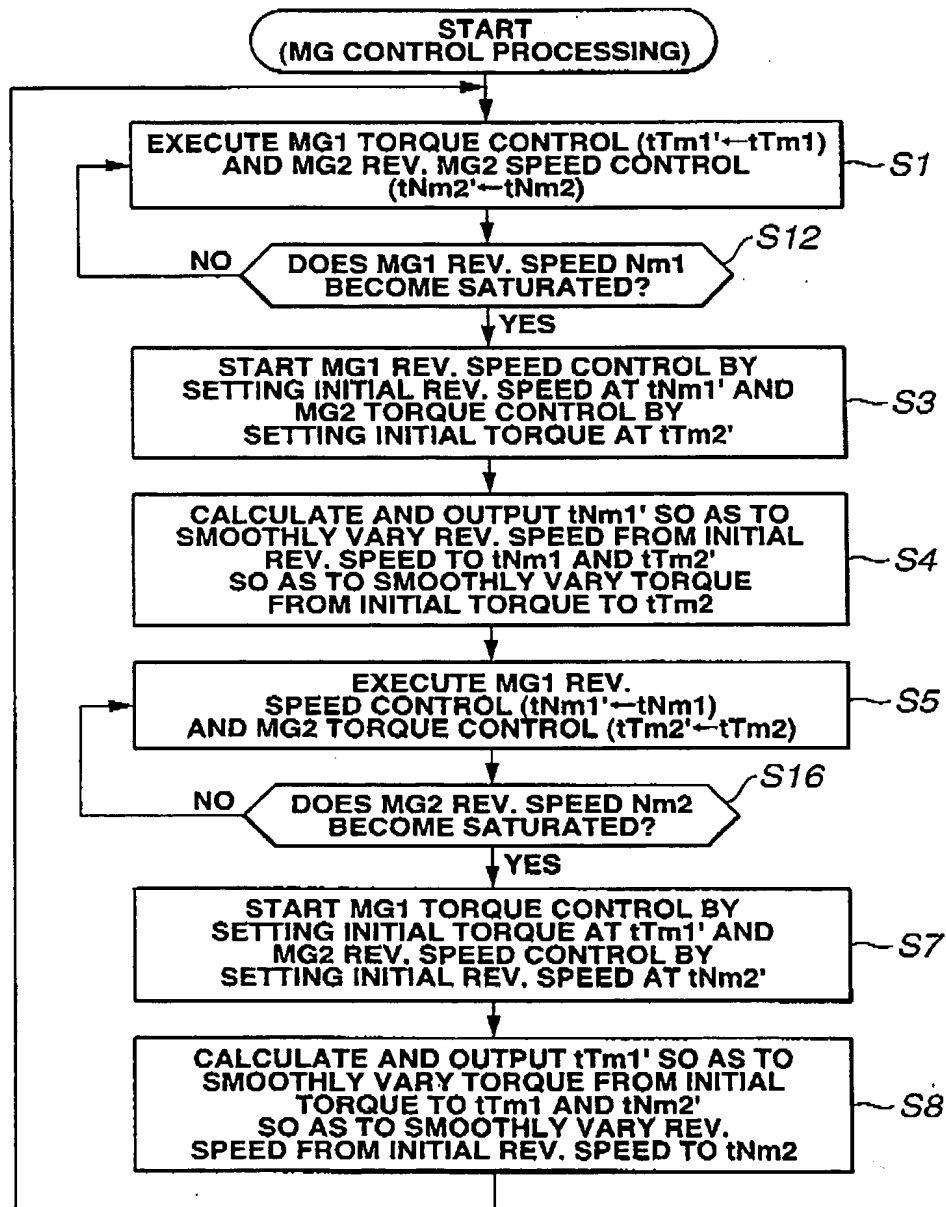 START
(MG CONTROL PROCESSING)
EXECUTE MG1 TORQUE CONTROL (tTm1'←tTm1)
AND MG2 REV. MG2 SPEED CONTROL
(tNm2'←tNm2)
S1
S12
NO
DOES MG1 REV. SPEED Nm1
BECOME SATURATED?
YES
START MG1 REV. SPEED CONTROL BY
SETTING INITIAL REV. SPEED AT tNm1' AND
MG2 TORQUE CONTROL BY
SETTING INITIAL TORQUE AT tTm2'
S3
CALCULATE AND OUTPUT tNm1' SO AS TO
SMOOTHLY VARY REV. SPEED FROM INITIAL
REV. SPEED TO tNm1 AND tTm2'
SO AS TO SMOOTHLY VARY TORQUE
FROM INITIAL TORQUE TO tTm2
S4
EXECUTE MG1 REV.
SPEED CONTROL (tNm1'←tNm1)
AND MG2 TORQUE CONTROL (tTm2'←tTm2)
S5
S16
NO
DOES MG2 REV. SPEED Nm2
BECOME SATURATED?
YES
START MG1 TORQUE CONTROL BY
SETTING INITIAL TORQUE AT tTm1' AND
MG2 REV. SPEED CONTROL BY
SETTING INITIAL REV. SPEED AT tNm2'
S7
CALCULATE AND OUTPUT tTm1' SO AS TO
SMOOTHLY VARY TORQUE FROM INITIAL
TORQUE TO tTm1 AND tNm2'
SO AS TO SMOOTHLY VARY REV.
SPEED FROM INITIAL REV. SPEED TO tNm2
S8